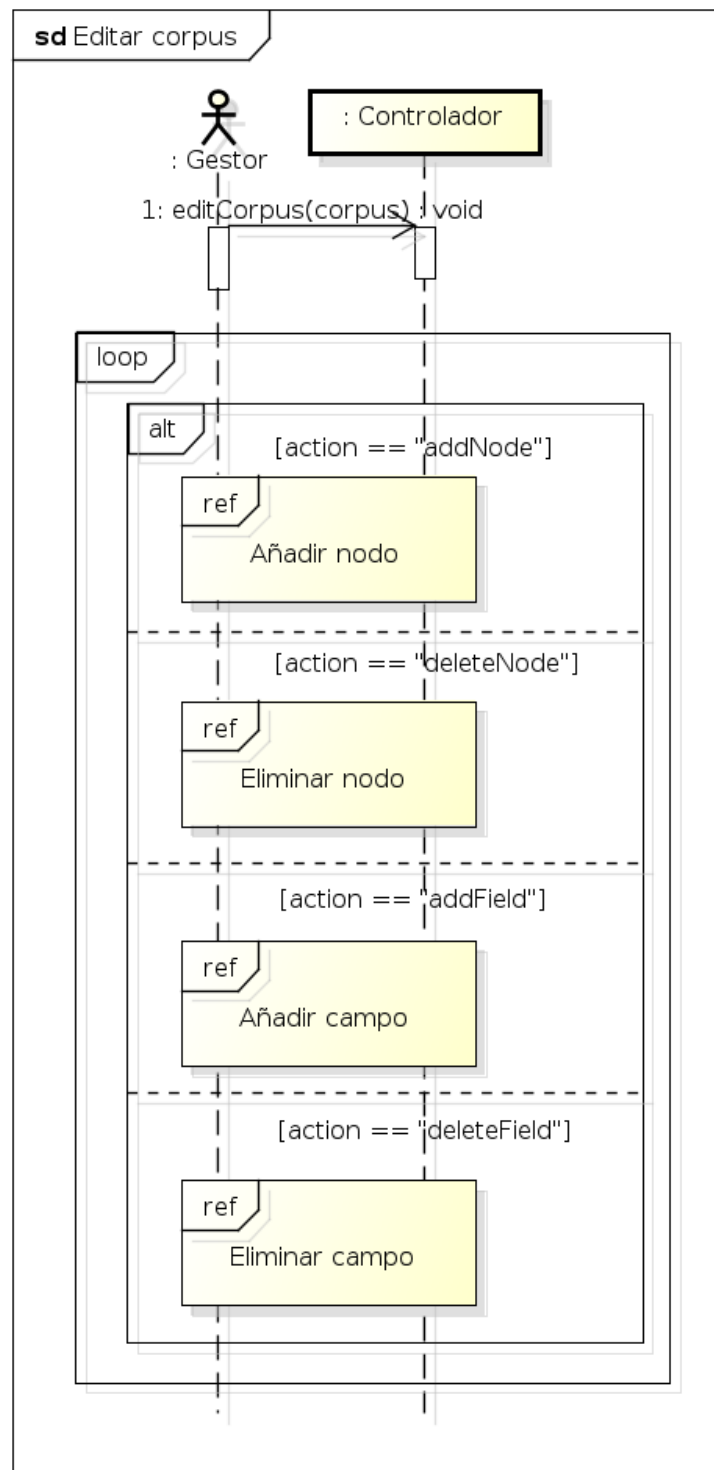 sd Editar corpus
: Gestor
: Controlador
1: editCorpus(corpus) : void
loop
alt
[action == "addNode"]
ref
Añadir nodo
[action == "deleteNode"]
ref
Eliminar nodo
[action == "addField"]
ref
Añadir campo
[action == "deleteField"]
ref
Eliminar campo